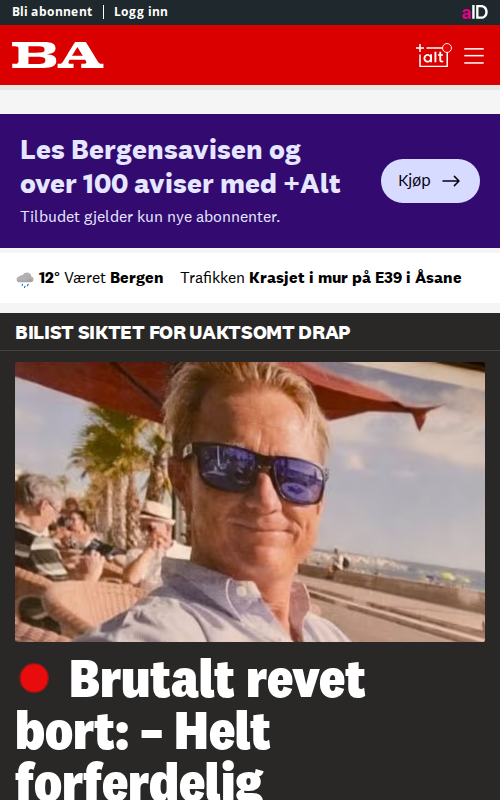 Bli abonnent | Logg inn
aID
BA
+alt
Les Bergensavisen og
over 100 aviser med +Alt
Kjøp →
Tilbudet gjelder kun nye abonnenter.
12° Været Bergen Trafikken Krasjet i mur på E39 i Åsane
BILIST SIKTET FOR UAKTSOMT DRAP
Brutalt revet
bort: – Helt
forferdelig